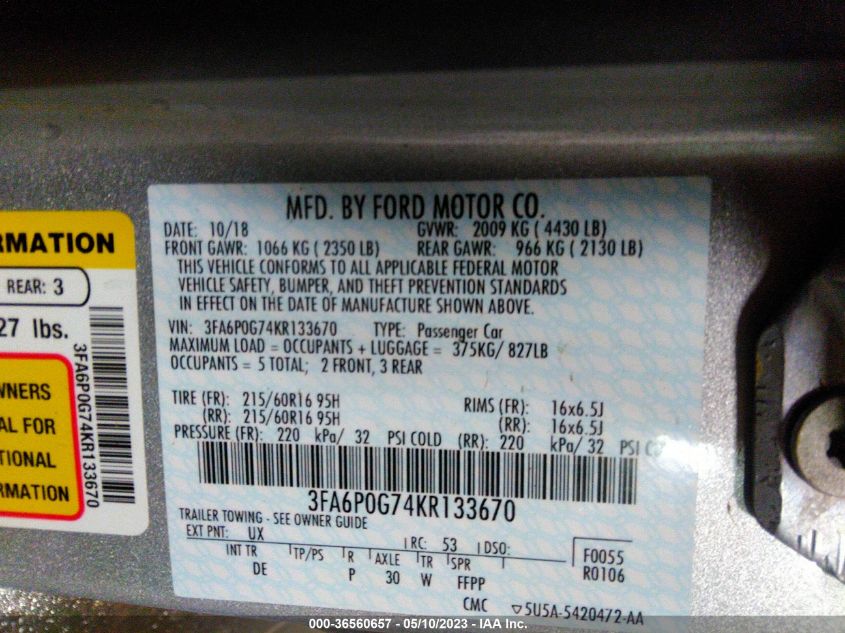 MFD. BY FORD MOTOR CO.
DATE: 10/18 GVWR: 2009 KG ( 4430 LB)
FRONT GAWR: 1066 KG ( 2350 LB) REAR GAWR: 966 KG ( 2130 LB)
THIS VEHICLE CONFORMS TO ALL APPLICABLE FEDERAL MOTOR
VEHICLE SAFETY, BUMPER, AND THEFT PREVENTION STANDARDS
IN EFFECT ON THE DATE OF MANUFACTURE SHOWN ABOVE.
VIN: 3FA6P0G74KR133670 TYPE: Passenger Car
MAXIMUM LOAD = OCCUPANTS + LUGGAGE = 375KG/ 827LB
OCCUPANTS = 5 TOTAL; 2 FRONT, 3 REAR
TIRE (FR): 215/60R16 95H RIMS (FR): 16x6.5J
(RR): 215/60R16 95H (RR): 16x6.5J
PRESSURE (FR): 220 kPa/ 32 PSI COLD (RR): 220 kPa/ 32 PSI
3FA6P0G74KR133670
TRAILER TOWING - SEE OWNER GUIDE
EXT PNT: UX RC: 53 DSO: F0055
INT TR TP/PS R AXLE TR SPR R0106
DE P 30 W FFPP
CMC 5U5A-5420472-AA
RMATION
REAR: 3
27 lbs.
WNERS
AL FOR
TIONAL
RMATION
3FA6P0G74KR133670
000-36560657 - 05/10/2023 - IAA Inc.